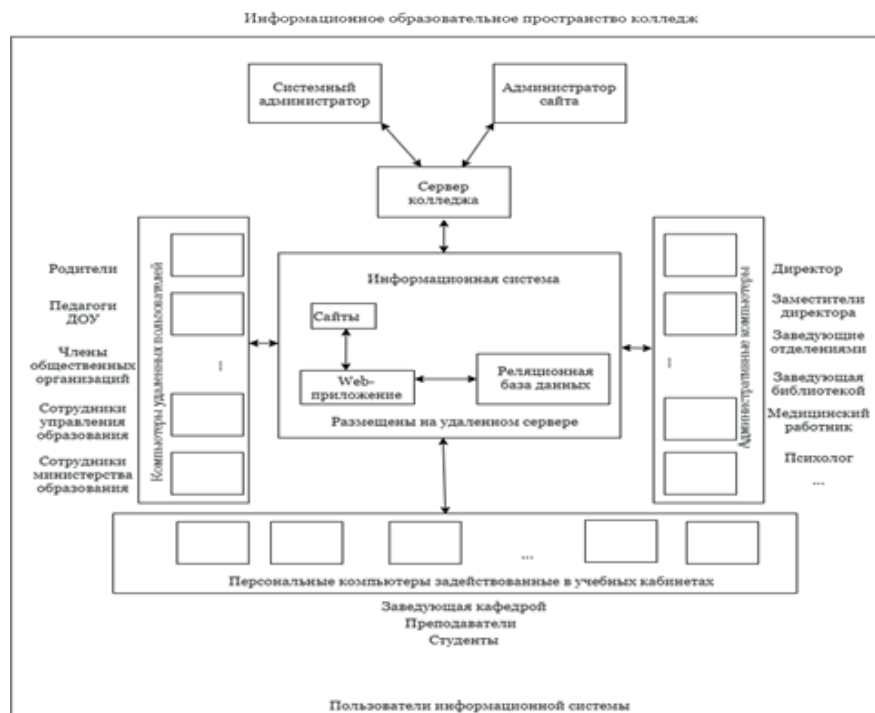 Информационное образовательное пространство колледж
Системный
администратор
Администратор
сайта
Сервер
колледжа
Компьютеры удаленных пользователей
...
Родители
Педагоги
ДОУ
Члены
общественных
организаций
Сотрудники
управления
образования
Сотрудники
министерства
образования
Информационная система
Сайты
Web-
приложение
Реляционная
база данных
Размещены на удаленном сервере
Административные компьютеры
...
Директор
Заместители
директора
Заведующие
отделениями
Заведующая
библиотекой
Медицинский
работник
Психолог
...
...
Персональные компьютеры задействованные в учебных кабинетах
Заведующая кафедрой
Преподаватели
Студенты
Пользователи информационной системы